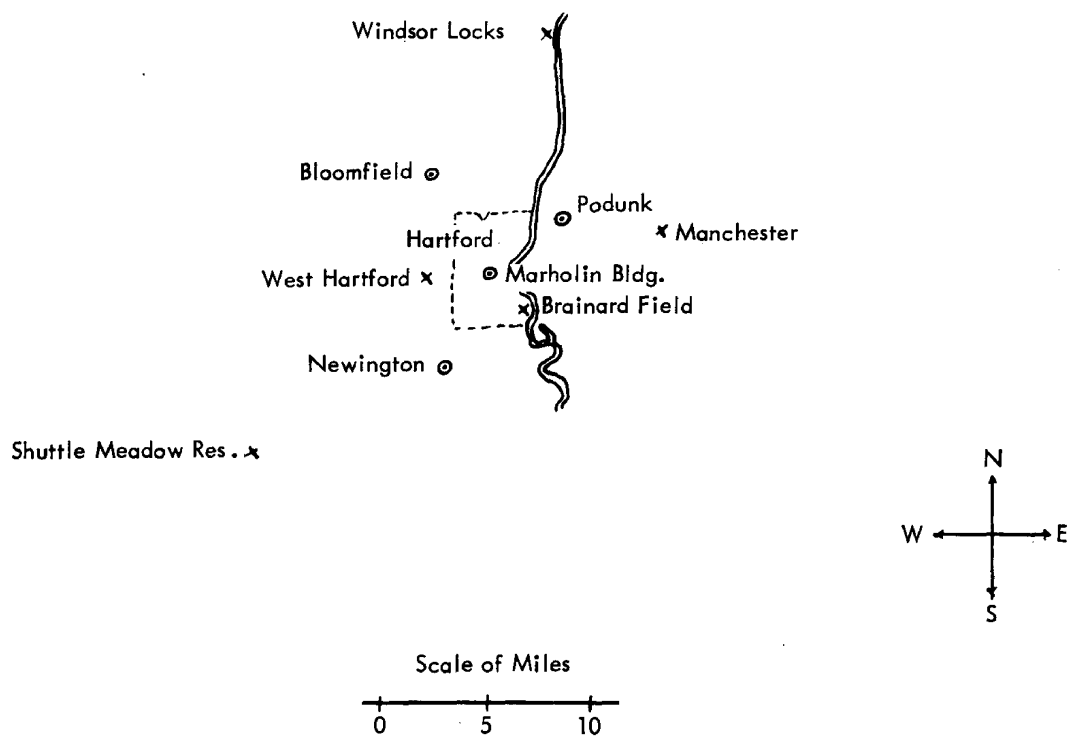 Windsor Locks
Bloomfield
Podunk
Hartford
Manchester
West Hartford
Marholin Bldg.
Brainard Field
Newington
Shuttle Meadow Res.
N
W E
S
Scale of Miles
0 5 10